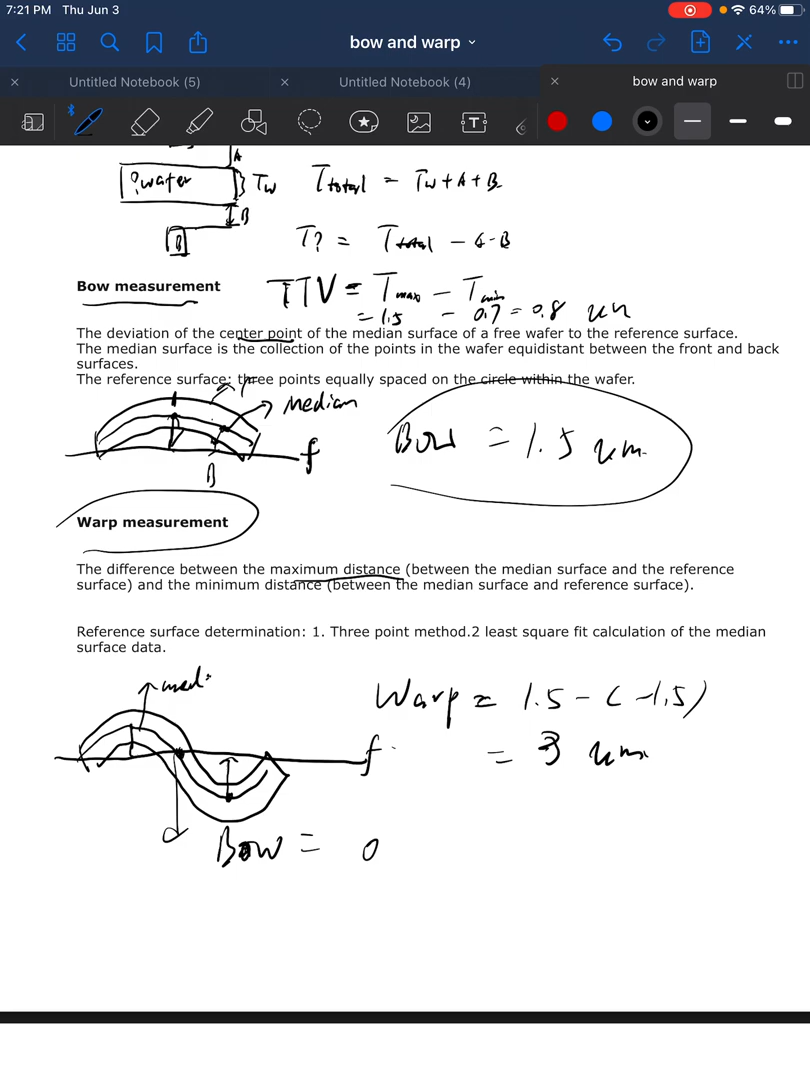 7:21 PM Thu Jun 3
64%
bow and warp
Untitled Notebook (5)
Untitled Notebook (4)
bow and warp
T
A
?wafer
Tw
Ttotal = Tw + A + B
B
B
T? = Ttotal - A - B
Bow measurement
TTV = Tmax - Tmin
= 1.5 - 0.7 = 0.8 um
The deviation of the center point of the median surface of a free wafer to the reference surface.
The median surface is the collection of the points in the wafer equidistant between the front and back
surfaces.
The reference surface: three points equally spaced on the circle within the wafer.
Median
Bow = 1.5 um.
f
B
Warp measurement
The difference between the maximum distance (between the median surface and the reference
surface) and the minimum distance (between the median surface and reference surface).
Reference surface determination: 1. Three point method.2 least square fit calculation of the median
surface data.
med
Warp = 1.5 - (-1.5)
= 3 um
f
Bow = 0